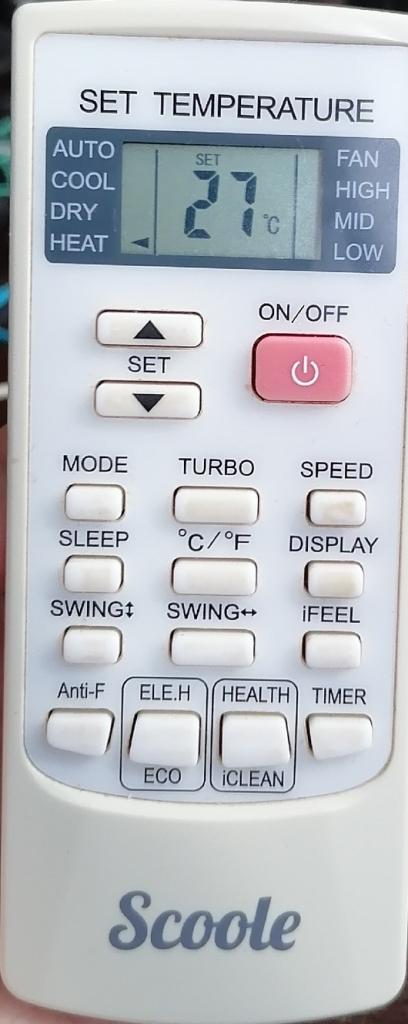 SET TEMPERATURE
AUTO
COOL
DRY
HEAT
SET
27°C
FAN
HIGH
MID
LOW
ON/OFF
SET
MODE TURBO SPEED
SLEEP °C/°F DISPLAY
SWING↕ SWING↔ iFEEL
Anti-F ELE.H HEALTH TIMER
ECO iCLEAN
Scoole